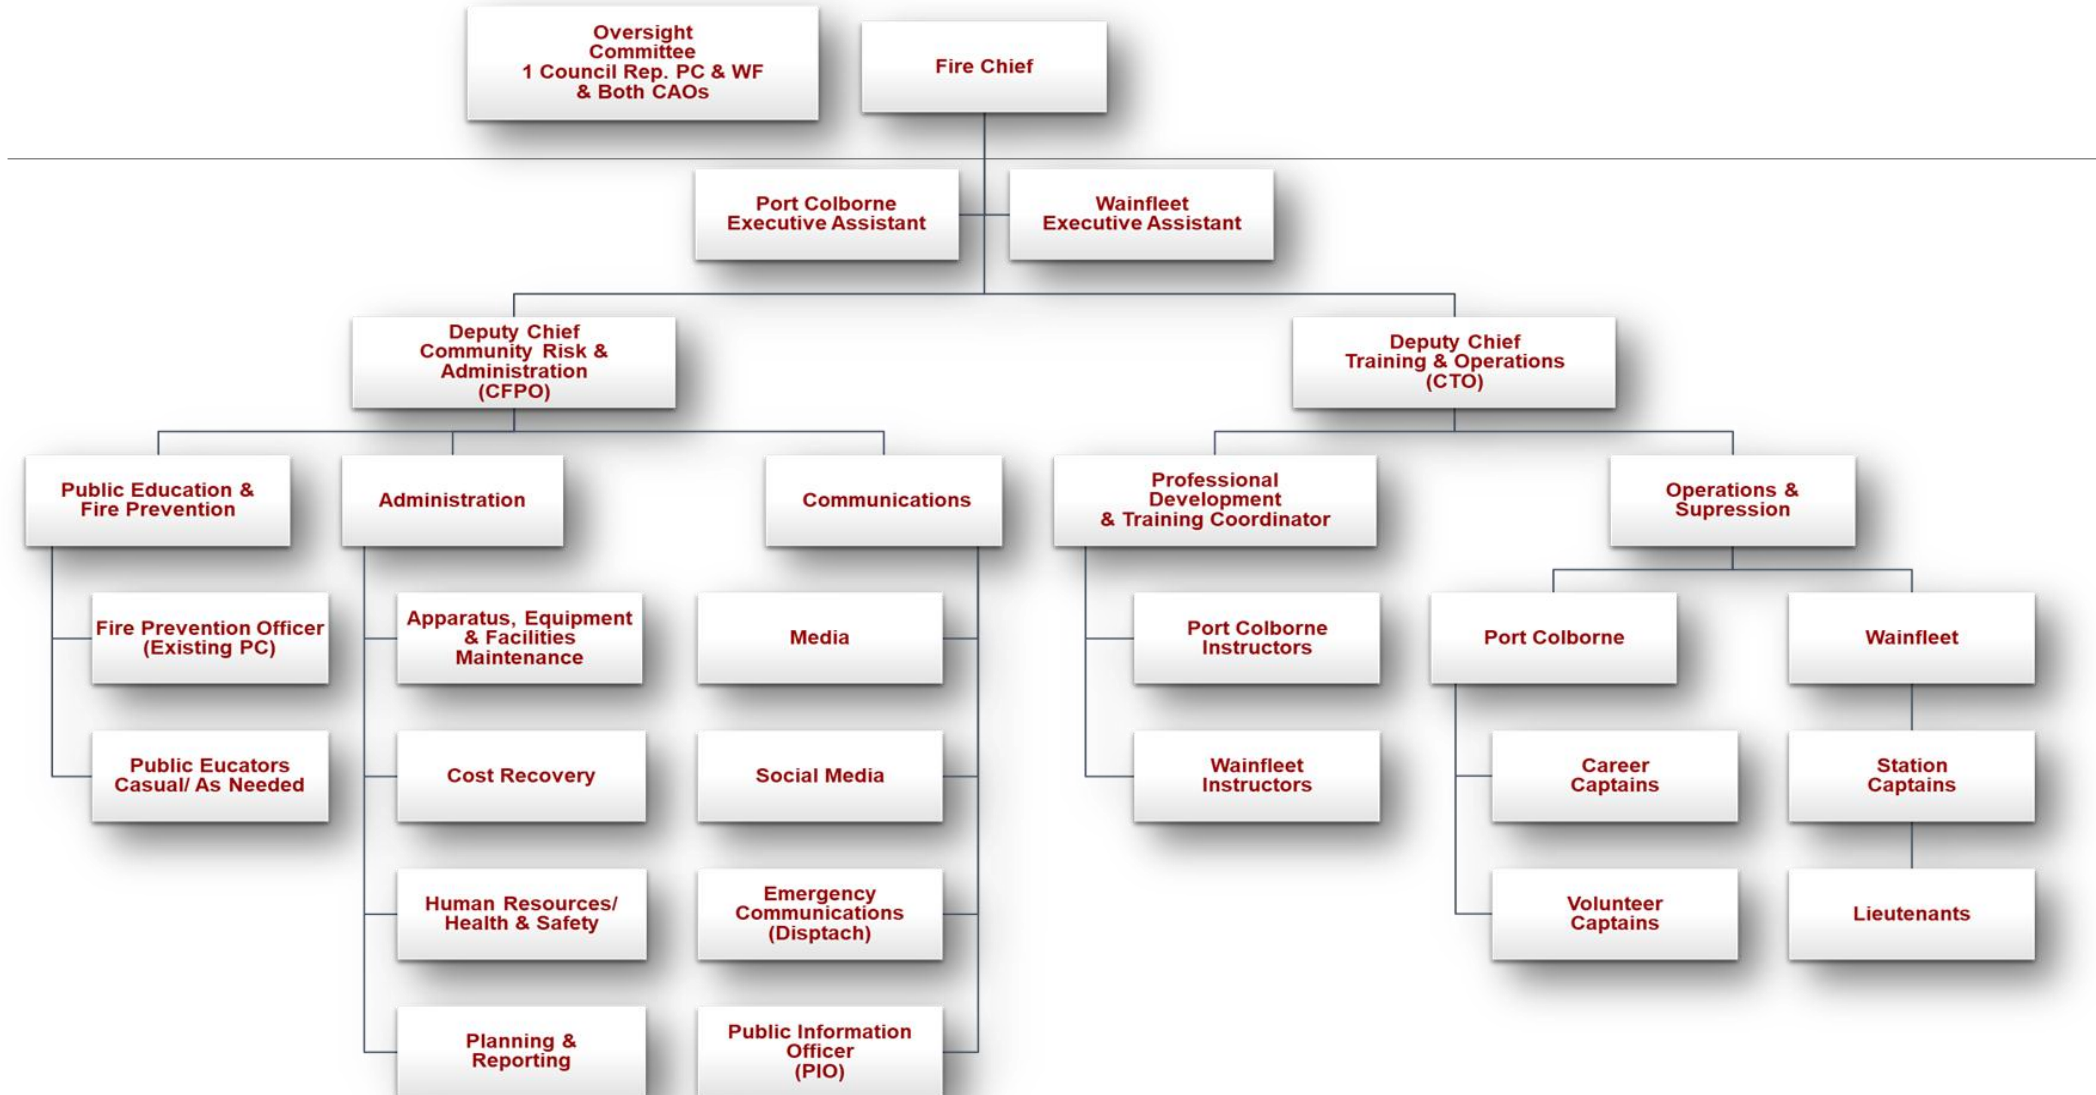 Oversight
Committee
1 Council Rep. PC & WF
& Both CAOs
Fire Chief
Port Colborne
Executive Assistant
Wainfleet
Executive Assistant
Deputy Chief
Community Risk &
Administration
(CFPO)
Deputy Chief
Training & Operations
(CTO)
Public Education &
Fire Prevention
Administration
Communications
Professional
Development
& Training Coordinator
Operations &
Supression
Fire Prevention Officer
(Existing PC)
Apparatus, Equipment
& Facilities
Maintenance
Media
Port Colborne
Instructors
Port Colborne
Wainfleet
Public Eucators
Casual/ As Needed
Cost Recovery
Social Media
Wainfleet
Instructors
Career
Captains
Station
Captains
Human Resources/
Health & Safety
Emergency
Communications
(Disptach)
Volunteer
Captains
Lieutenants
Planning &
Reporting
Public Information
Officer
(PIO)